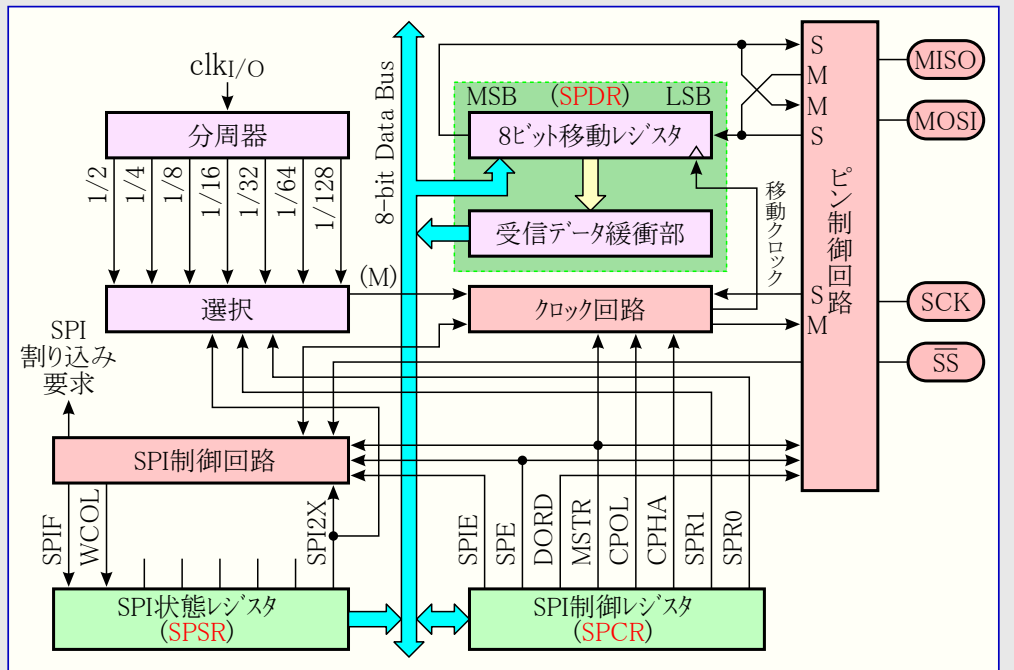 clkI/O
分周器
1/2
1/4
1/8
1/16
1/32
1/64
1/128
選択
(M)
SPI
割り込み
要求
SPI制御回路
SPIF
WCOL
SPI2X
SPI状態レジスタ
(SPSR)
8-bit Data Bus
MSB (SPDR) LSB
8ビット移動レジスタ
受信データ緩衝部
移動クロック
クロック回路
SPIE
SPE
DORD
MSTR
CPOL
CPHA
SPR1
SPR0
SPI制御レジスタ
(SPCR)
S
M
M
S
S
M
ピン制御回路
MISO
MOSI
SCK
S̅S̅